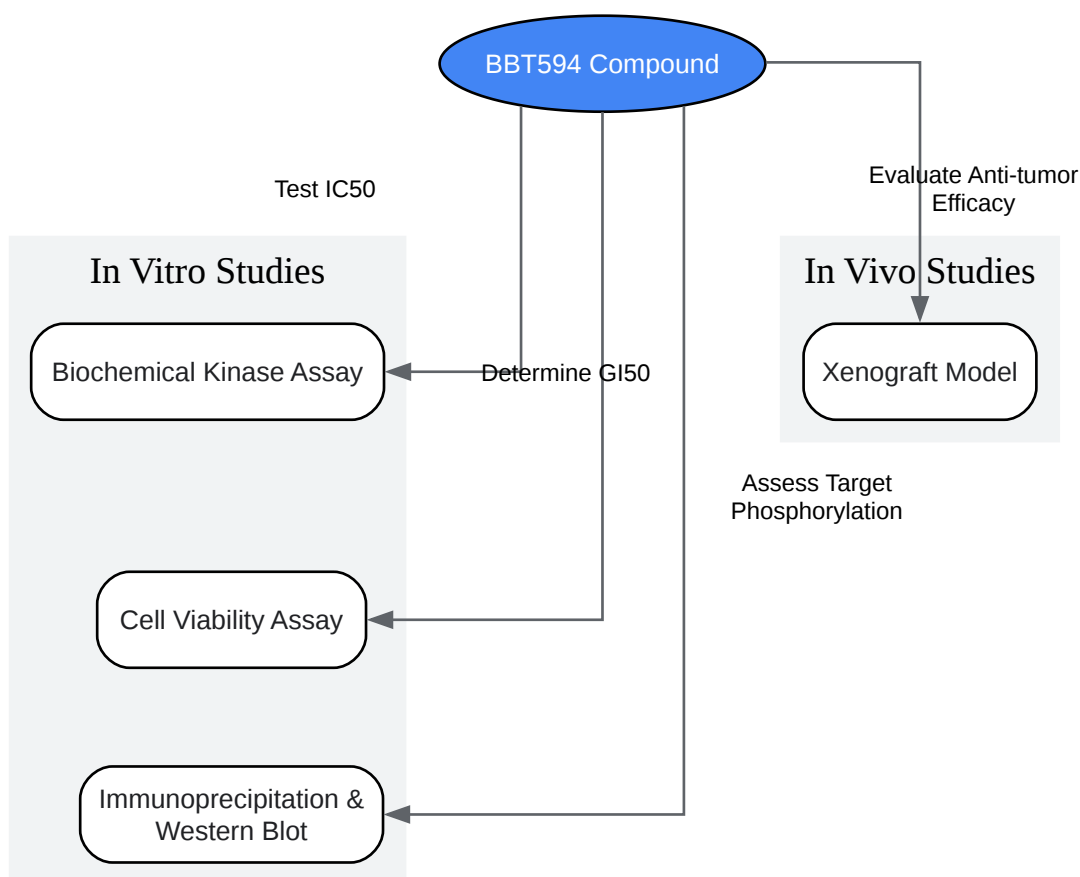 BBT594 Compound
Test IC50
Evaluate Anti-tumor
Efficacy
In Vitro Studies
In Vivo Studies
Biochemical Kinase Assay
Determine GI50
Xenograft Model
Assess Target
Phosphorylation
Cell Viability Assay
Immunoprecipitation &
Western Blot